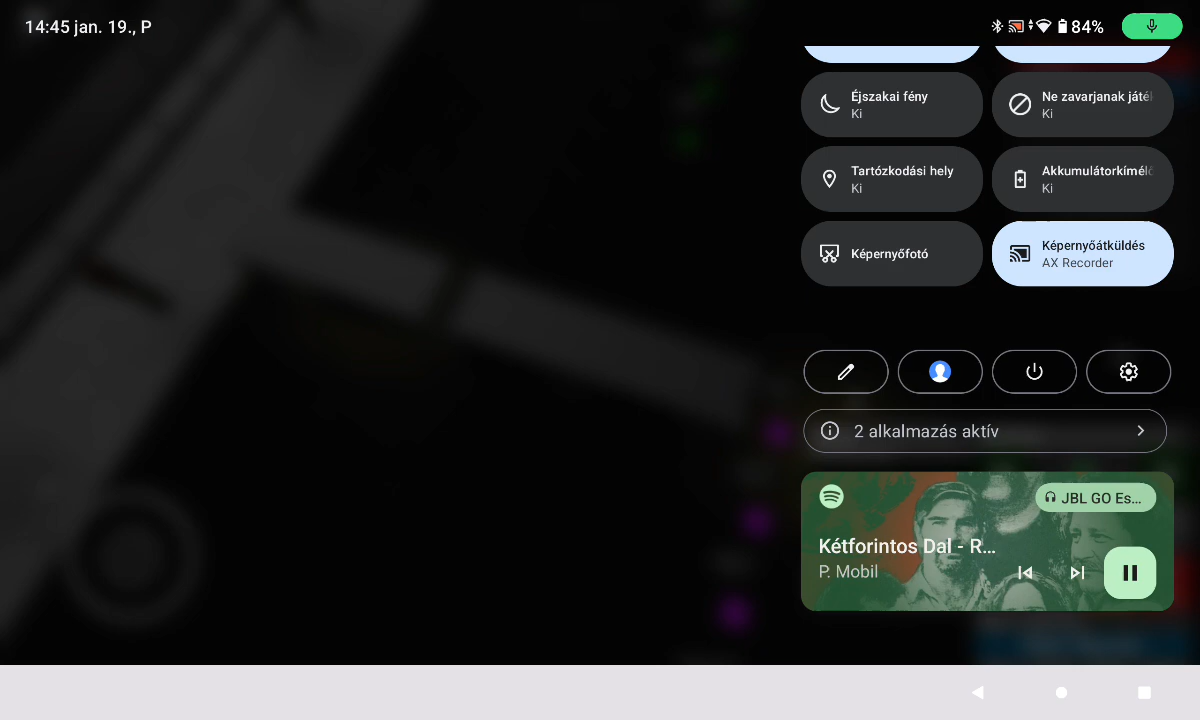 14:45 jan. 19., P
84%
Éjszakai fény
Ki
Ne zavarjanak játék
Ki
Tartózkodási hely
Ki
Akkumulátorkímélő
Ki
Képernyőfotó
Képernyőátküldés
AX Recorder
2 alkalmazás aktív
JBL GO Es...
Kétforintos Dal - R...
P. Mobil